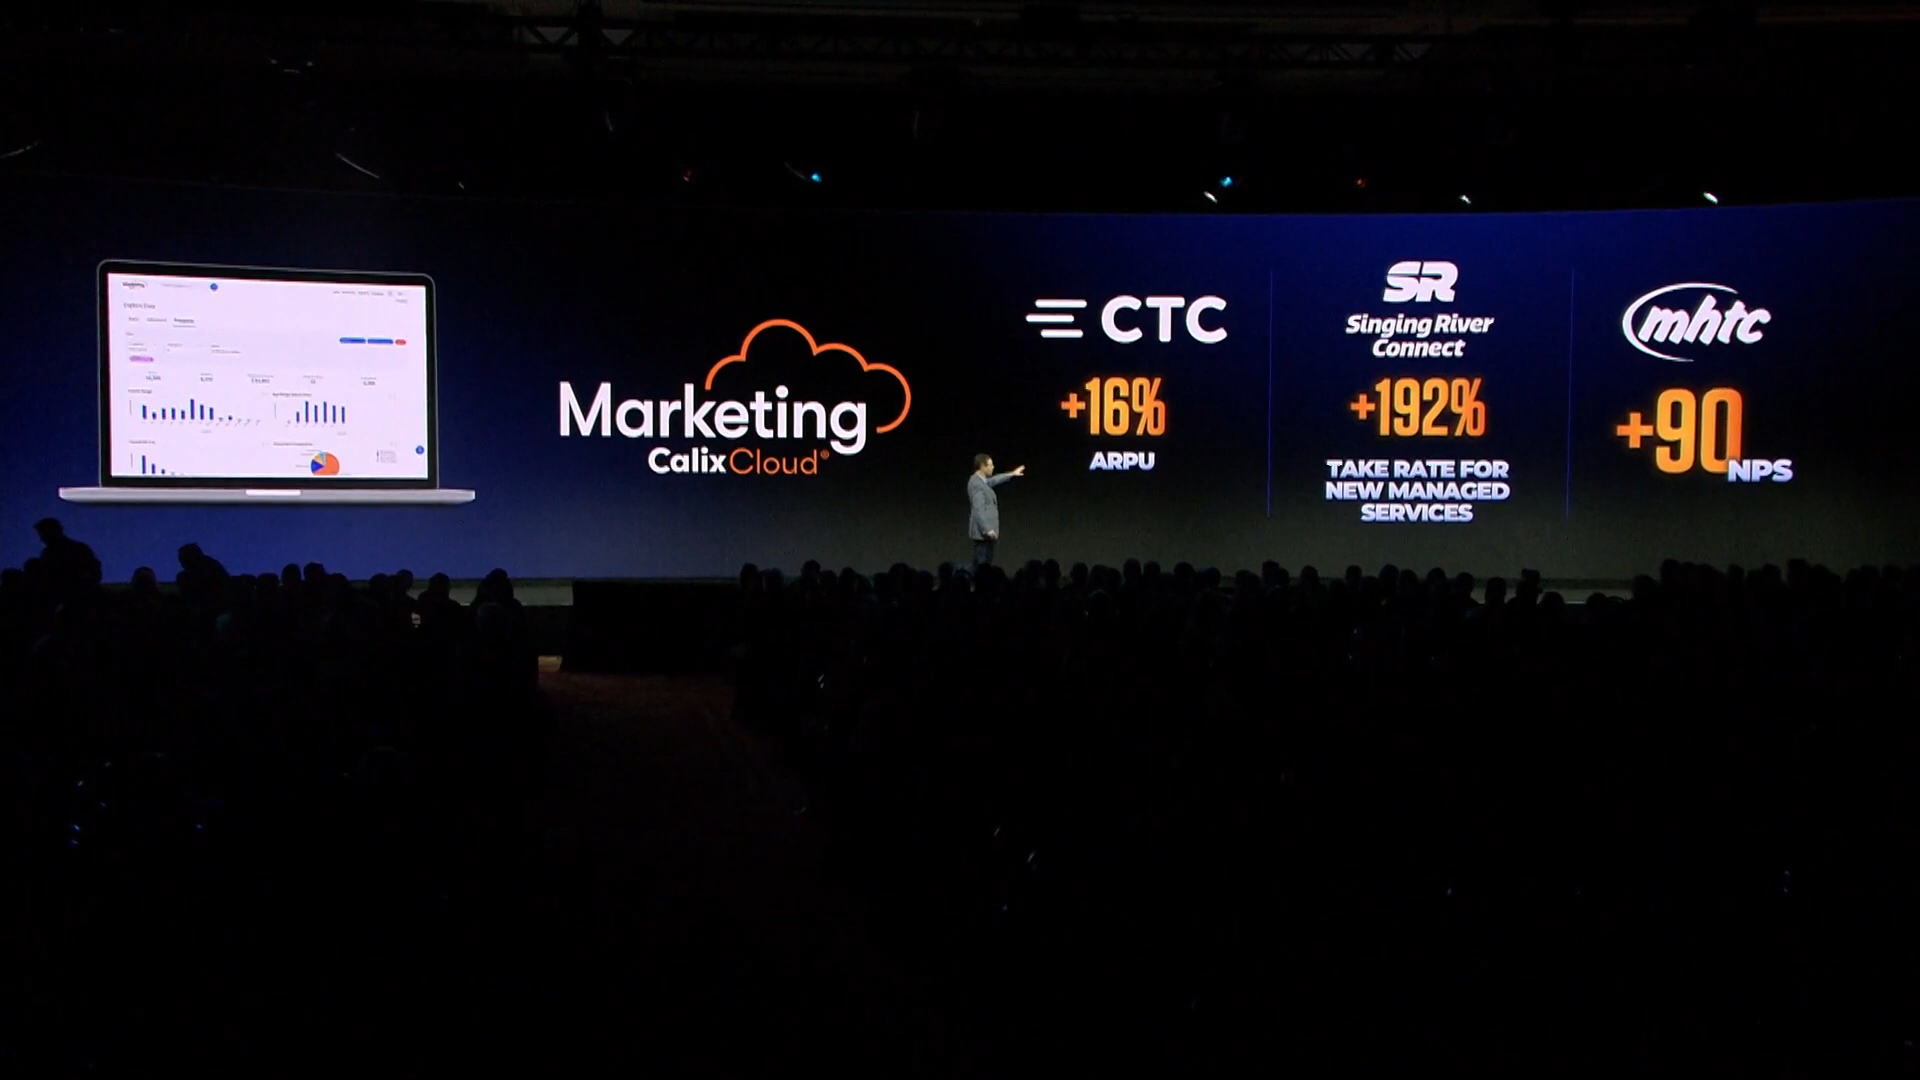 Marketing
Calix Cloud®
CTC
+16%
ARPU
SR
Singing River
Connect
+192%
TAKE RATE FOR
NEW MANAGED
SERVICES
mhtc
+90
NPS